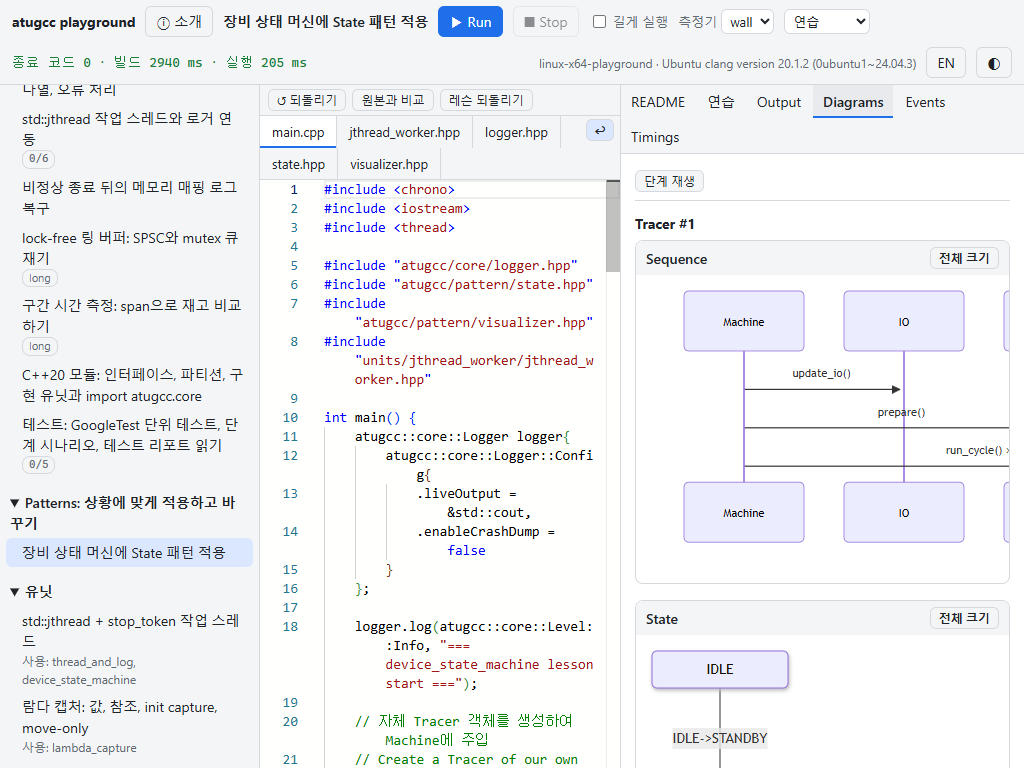 atugcc playground
ⓘ 소개
장비 상태 머신에 State 패턴 적용
▶ Run
■ Stop
길게 실행
측정기
wall
연습
종료 코드 0 · 빌드 2940 ms · 실행 205 ms
linux-x64-playground · Ubuntu clang version 20.1.2 (0ubuntu1~24.04.3)
EN
나열, 오류 처리
std::jthread 작업 스레드와 로거 연
동
0/6
비정상 종료 뒤의 메모리 매핑 로그
복구
lock-free 링 버퍼: SPSC와 mutex 큐
재기
long
구간 시간 측정: span으로 재고 비교
하기
long
C++20 모듈: 인터페이스, 파티션, 구
현 유닛과 import atugcc.core
테스트: GoogleTest 단위 테스트, 단
계 시나리오, 테스트 리포트 읽기
0/5
▼ Patterns: 상황에 맞게 적용하고 바
꾸기
장비 상태 머신에 State 패턴 적용
▼ 유닛
std::jthread + stop_token 작업 스레
드
사용: thread_and_log,
device_state_machine
람다 캡처: 값, 참조, init capture,
move-only
사용: lambda_capture
↺ 되돌리기
원본과 비교
레슨 되돌리기
main.cpp
jthread_worker.hpp
logger.hpp
↩
state.hpp
visualizer.hpp
1 #include <chrono>
2 #include <iostream>
3 #include <thread>
4
5 #include "atugcc/core/logger.hpp"
6 #include "atugcc/pattern/state.hpp"
7 #include
"atugcc/pattern/visualizer.hpp"
8 #include
"units/jthread_worker/jthread_w
orker.hpp"
9
10 int main() {
11 atugcc::core::Logger logger{
12 atugcc::core::Logger::Confi
g{
13 .liveOutput =
&std::cout,
14 .enableCrashDump =
false
15 }
16 };
17
18 logger.log(atugcc::core::Level:
:Info, "===
device_state_machine lesson
start ===");
19
20 // 자체 Tracer 객체를 생성하여
Machine에 주입
21 // Create a Tracer of our own
README
연습
Output
Diagrams
Events
Timings
단계 재생
Tracer #1
Sequence
전체 크기
Machine
IO
update_io()
prepare()
run_cycle()
Machine
IO
State
전체 크기
IDLE
IDLE->STANDBY